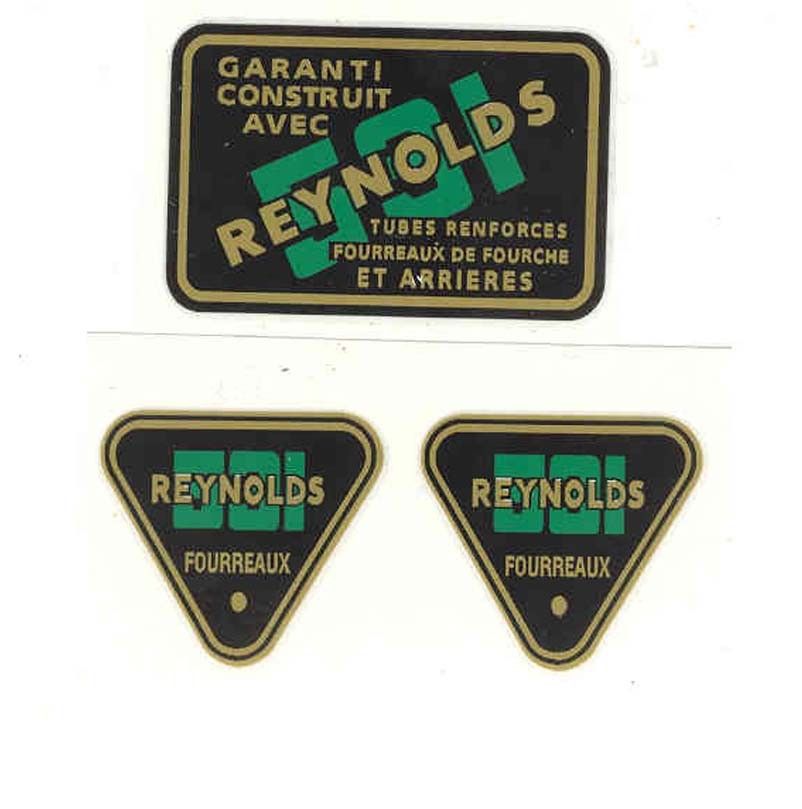 GARANTI
CONSTRUIT
AVEC
531
REYNOLDS
TUBES RENFORCES
FOURREAUX DE FOURCHE
ET ARRIERES
531
REYNOLDS
FOURREAUX
531
REYNOLDS
FOURREAUX